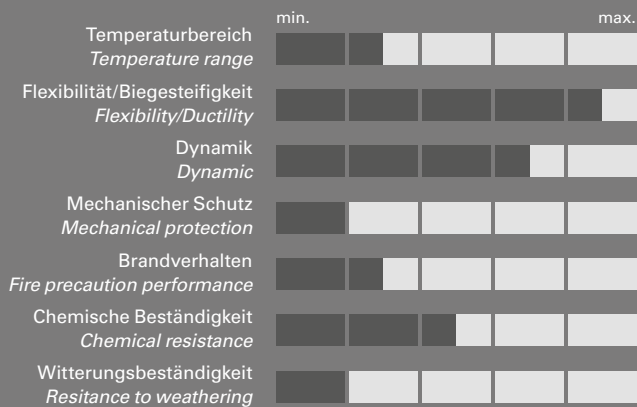 min. max.
Temperaturbereich
Temperature range
Flexibilität/Biegesteifigkeit
Flexibility/Ductility
Dynamik
Dynamic
Mechanischer Schutz
Mechanical protection
Brandverhalten
Fire precaution performance
Chemische Beständigkeit
Chemical resistance
Witterungsbeständigkeit
Resitance to weathering